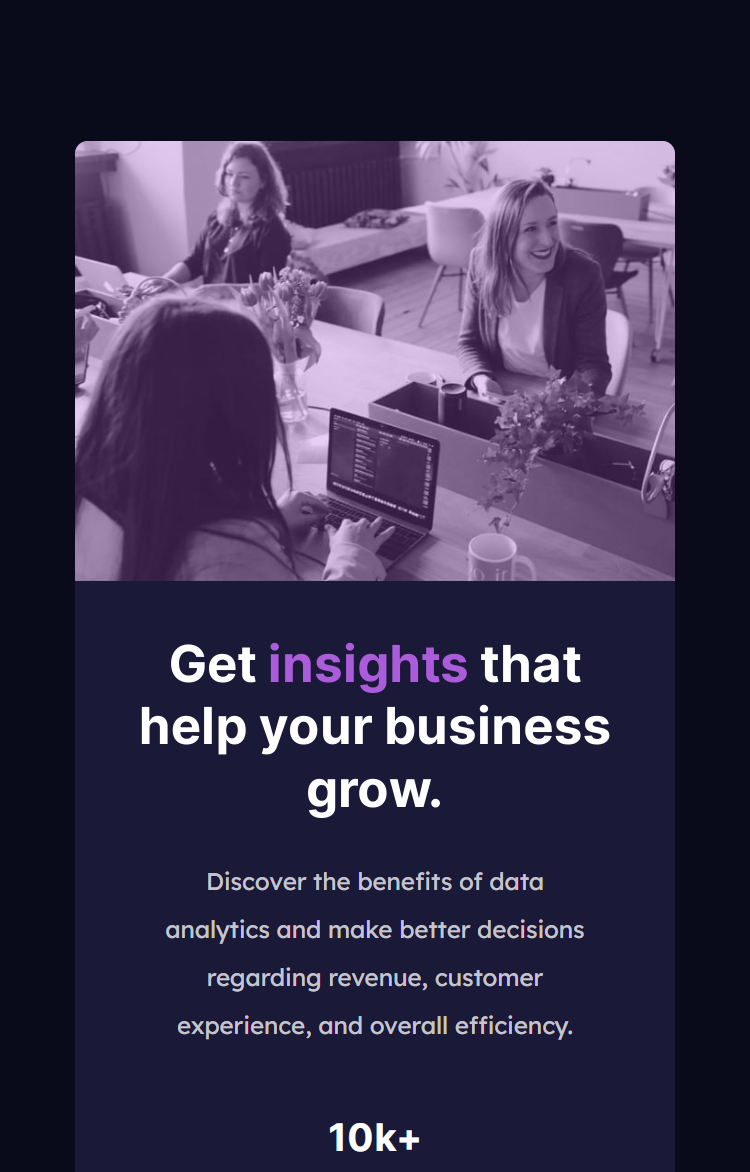 Get insights that
help your business
grow.
Discover the benefits of data
analytics and make better decisions
regarding revenue, customer
experience, and overall efficiency.
10k+